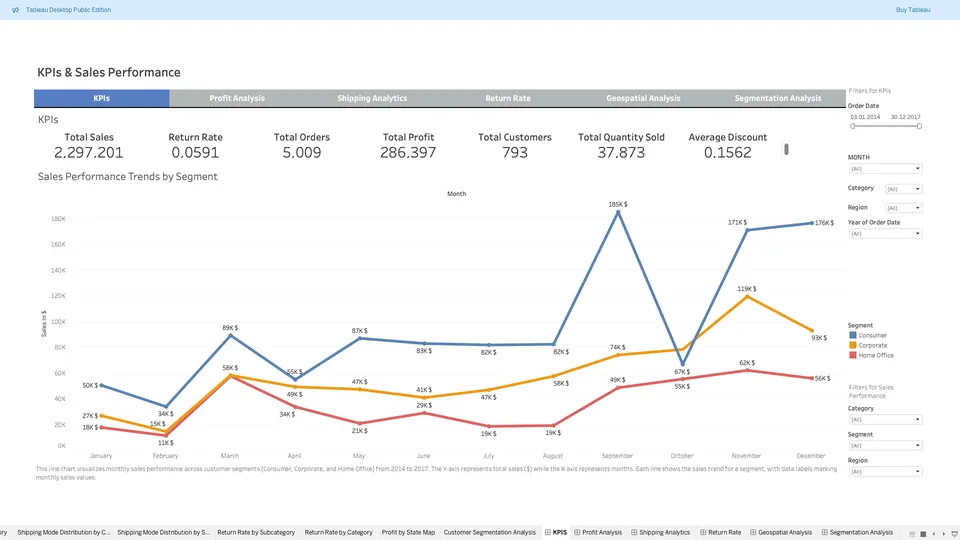 Tableau Desktop Public Edition
Buy Tableau
KPIs & Sales Performance
KPIs
Profit Analysis
Shipping Analytics
Return Rate
Geospatial Analysis
Segmentation Analysis
KPIs
Total Sales
2,297,201
Return Rate
0.0591
Total Orders
5,009
Total Profit
286,397
Total Customers
793
Total Quantity Sold
37,873
Average Discount
0.1562
Sales Performance Trends by Segment
Month
Sales in $
180K
160K
140K
120K
100K
80K
60K
40K
20K
0K
50K $
34K $
89K $
55K $
87K $
83K $
82K $
82K $
185K $
67K $
171K $
176K $
27K $
15K $
58K $
49K $
47K $
41K $
47K $
58K $
74K $
119K $
93K $
18K $
11K $
34K $
21K $
29K $
19K $
19K $
49K $
55K $
62K $
56K $
January
February
March
April
May
June
July
August
September
October
November
December
This line chart visualizes monthly sales performance across customer segments (Consumer, Corporate, and Home Office) from 2014 to 2017. The Y-axis represents total sales ($) while the X-axis represents months. Each line shows the sales trend for a segment, with data labels marking
monthly sales values.
Filters for KPIs
Order Date
03.01.2014 30.12.2017
MONTH
(All)
Category (All)
Region (All)
Year of Order Date
(All)
Segment
Consumer
Corporate
Home Office
Filters for Sales
Performance
Category
(All)
Segment
(All)
Region
(All)
ory
Shipping Mode Distribution by C...
Shipping Mode Distribution by S...
Return Rate by Subcategory
Return Rate by Category
Profit by State Map
Customer Segmentation Analysis
KPIS
Profit Analysis
Shipping Analytics
Return Rate
Geospatial Analysis
Segmentation Analysis